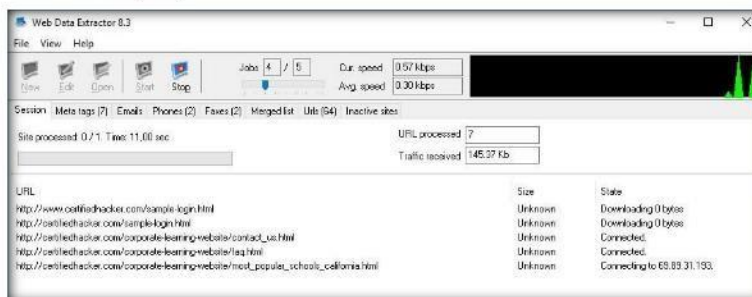 Web Data Extractor 8.3
File View Help
Jobs 4 / 5 Cur. speed 0.57 kbps
New Edit Open Start Stop Avg. speed 0.30 kbps
Session Meta tags (7) Emails Phones (2) Faxes (2) Merged list Urls (64) Inactive sites
Site processed: 0 / 1. Time: 11,00 sec URL processed 7
Traffic received 145.37 Kb
URL Size State
http://www.certifiedhacker.com/sample-login.html Unknown Downloading 0 bytes
http://certifiedhacker.com/sample-login.html Unknown Downloading 0 bytes
http://certifiedhacker.com/corporate-learning-website/contact_us.html Unknown Connected.
http://certifiedhacker.com/corporate-learning-website/faq.html Unknown Connected.
http://certifiedhacker.com/corporate-learning-website/most_popular_schools_california.html Unknown Connecting to 69.89.31.193.